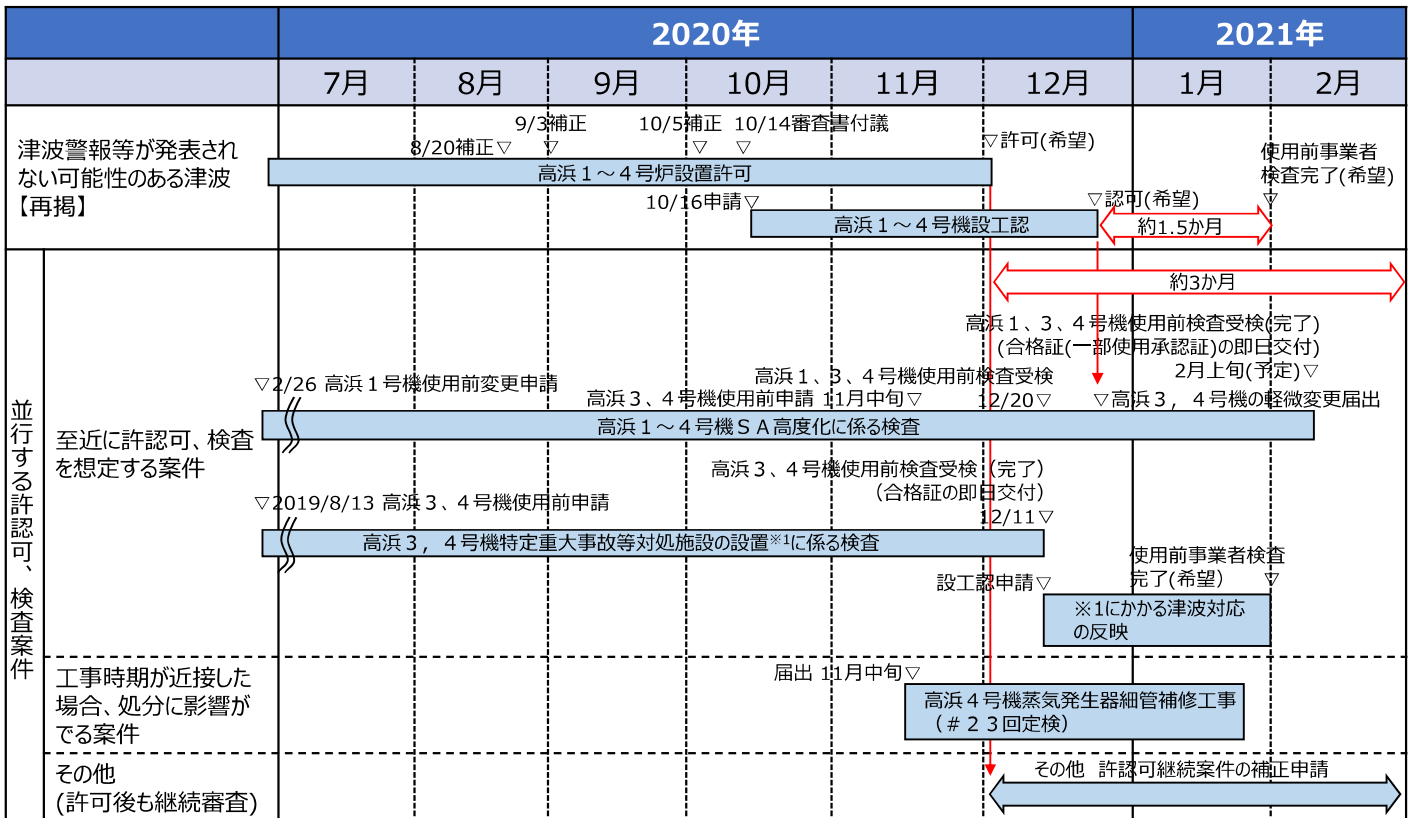 2020年
2021年
7月
8月
9月
10月
11月
12月
1月
2月
津波警報等が発表され
ない可能性のある津波
【再掲】
9/3補正
10/5補正
10/14審査書付議
8/20補正▽
▽
▽
▽
▽許可(希望)
使用前事業者
検査完了(希望)
▽
高浜１～４号炉設置許可
10/16申請▽
▽認可(希望)
高浜１～４号機設工認
約1.5か月
並行する許認可、検査案件
至近に許認可、検査
を想定する案件
約3か月
高浜１、３、４号機使用前検査受検(完了)
(合格証(一部使用承認証)の即日交付)
2月上旬(予定)▽
▽2/26 高浜１号機使用前変更申請
高浜１、３、４号機使用前検査受検
12/20▽
高浜３、４号機使用前申請 11月中旬▽
▽高浜３，４号機の軽微変更届出
高浜１～４号機ＳＡ高度化に係る検査
高浜３、４号機使用前検査受検（完了）
（合格証の即日交付）
12/11▽
▽2019/8/13 高浜３、４号機使用前申請
高浜３，４号機特定重大事故等対処施設の設置※1に係る検査
設工認申請▽
使用前事業者検査
完了(希望）
▽
※1にかかる津波対応
の反映
工事時期が近接した
場合、処分に影響が
でる案件
届出 11月中旬▽
高浜４号機蒸気発生器細管補修工事
（＃２３回定検）
その他
(許可後も継続審査)
その他 許認可継続案件の補正申請